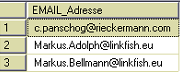 EMAIL_Adresse
1 c.panschog@rieckermann.com
2 Markus.Adolph@linkfish.eu
3 Markus.Bellmann@linkfish.eu